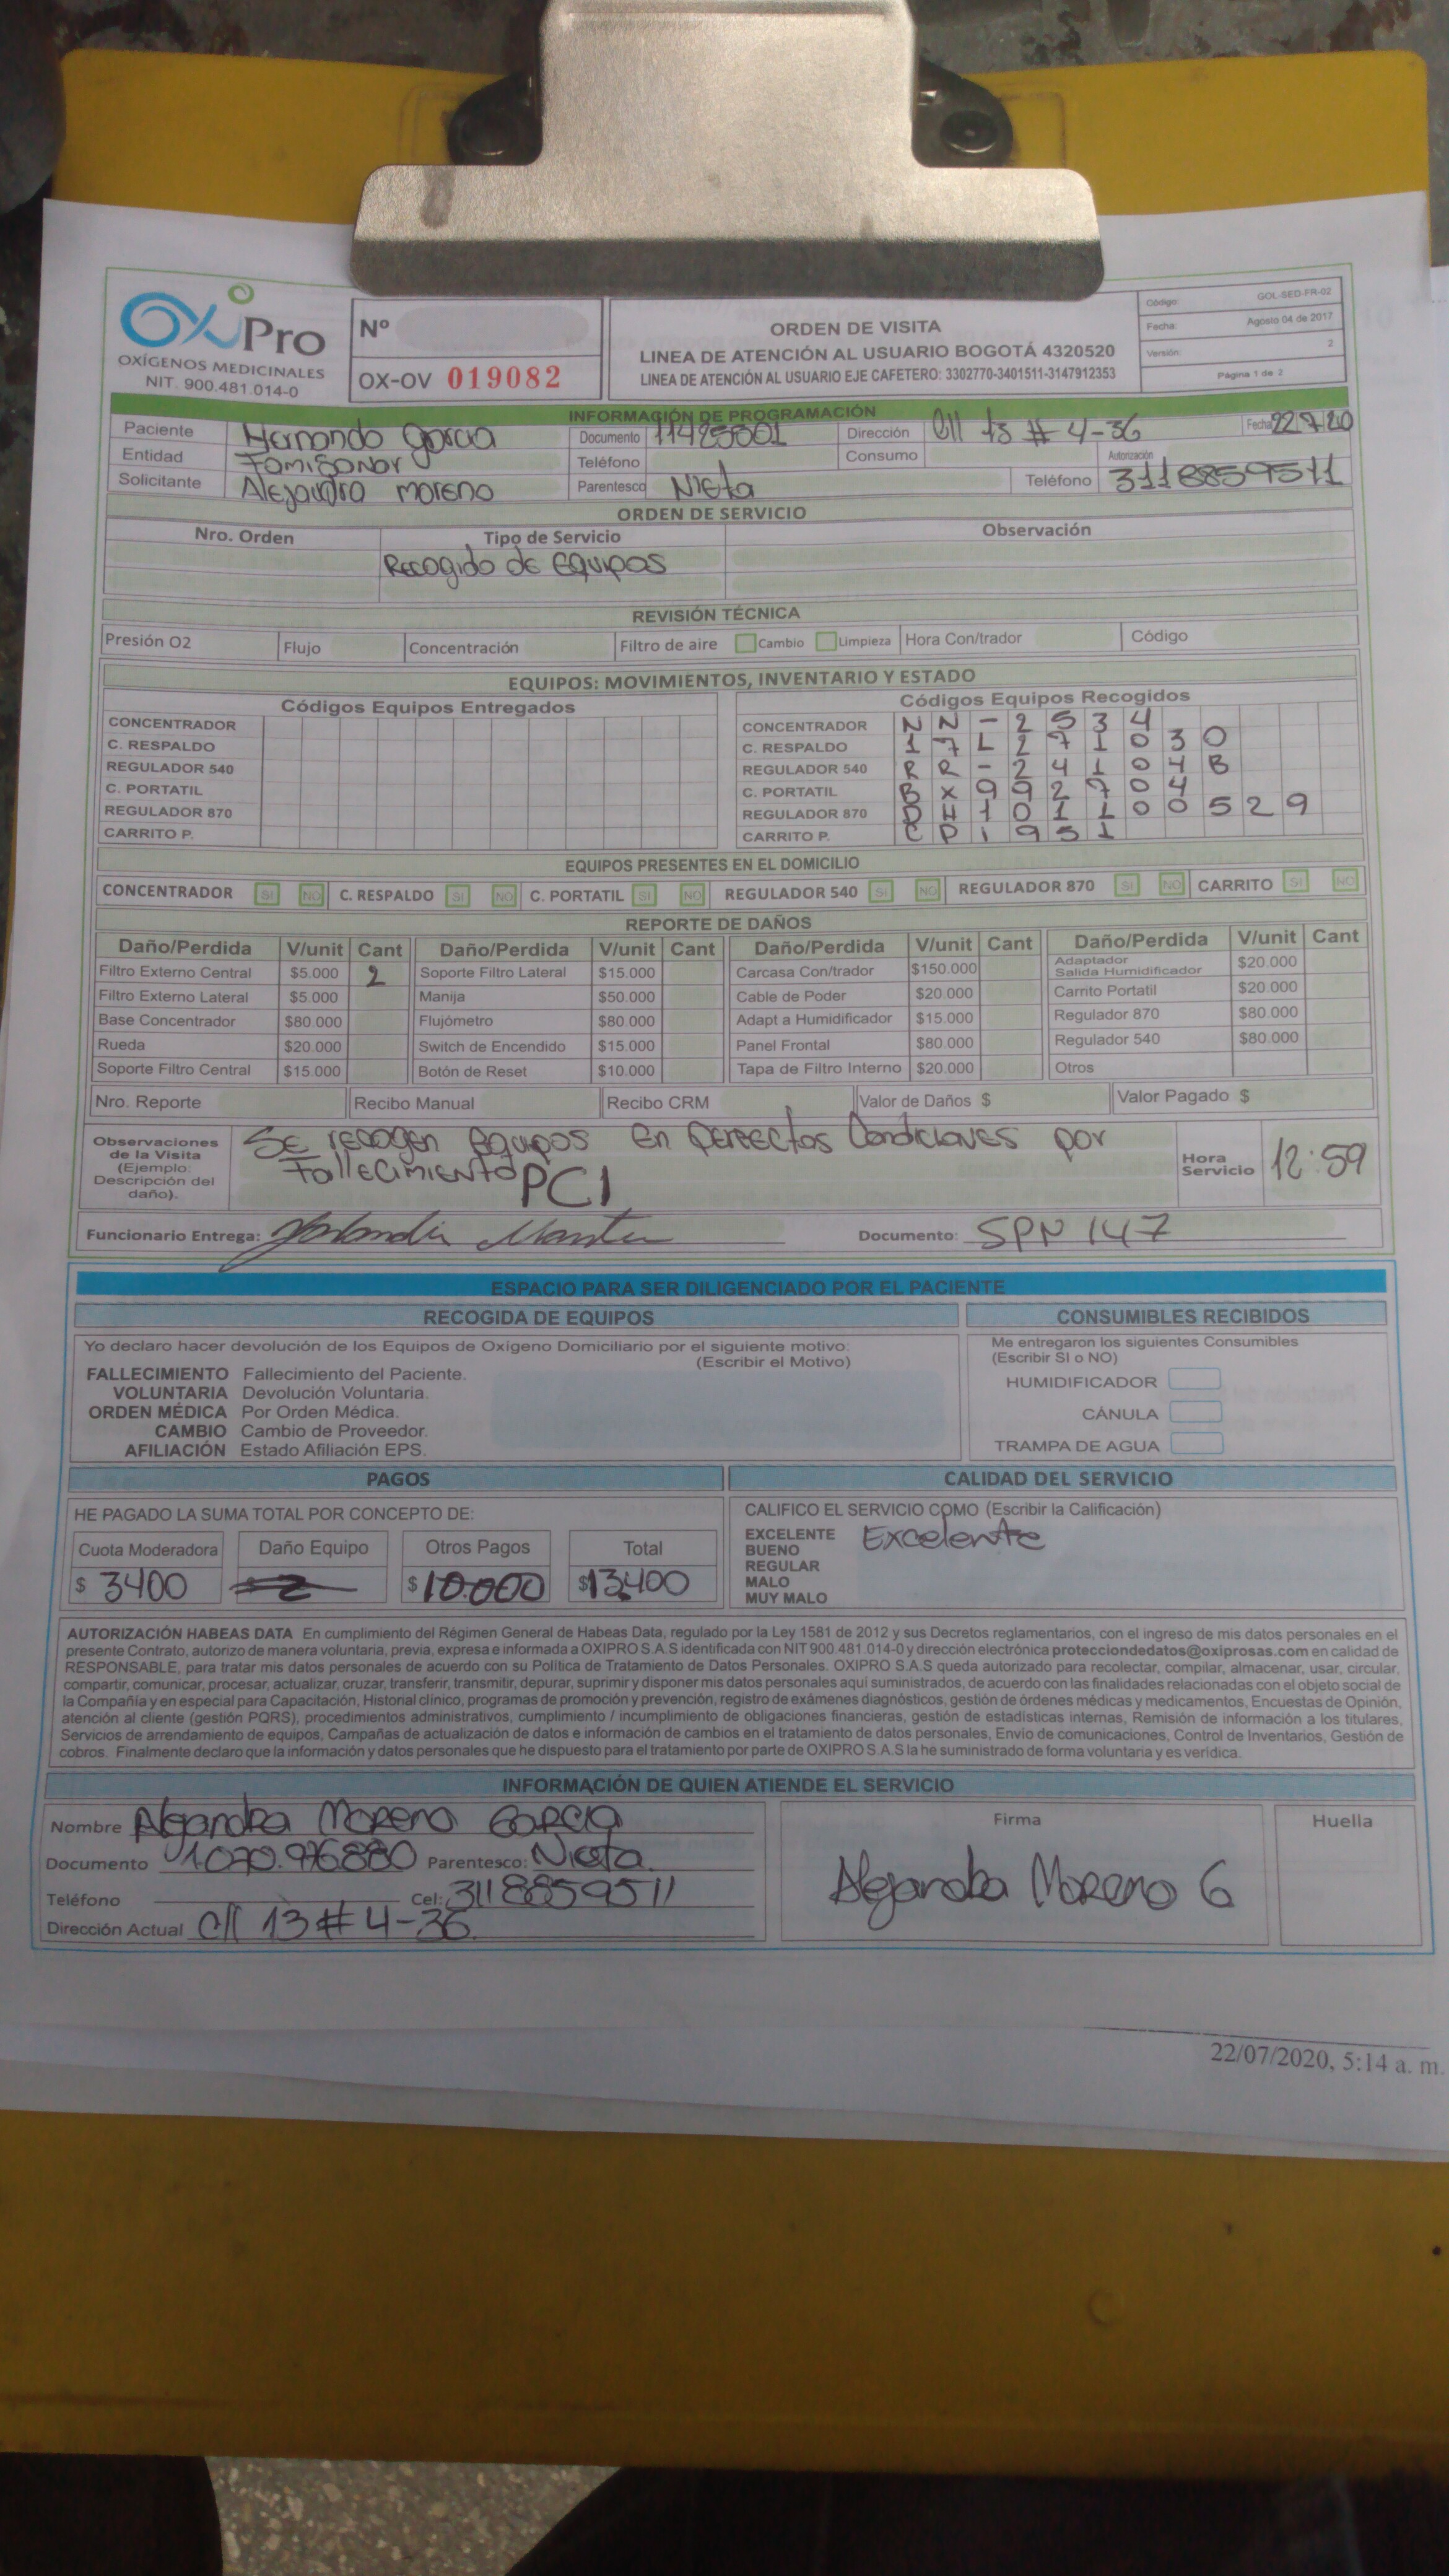 OXiPro
OXÍGENOS MEDICINALES
NIT. 900.481.014-0
Nº
OX-OV 019082
ORDEN DE VISITA
LINEA DE ATENCIÓN AL USUARIO BOGOTÁ 4320520
LINEA DE ATENCIÓN AL USUARIO EJE CAFETERO: 3302770-3401511-3147912353
Código: GOL-SED-FR-02
Fecha: Agosto 04 de 2017
Versión: 2
Página 1 de 2
INFORMACIÓN DE PROGRAMACIÓN
Paciente Hernando Garcia Documento Dirección Cll 13 # 4-36 Fecha 22 7 20
Entidad Famisanar Teléfono Consumo Autorización
Solicitante Alejandra moreno Parentesco Nieta Teléfono 3118859511
ORDEN DE SERVICIO
Nro. Orden Tipo de Servicio Observación
Recogida de Equipos
REVISIÓN TÉCNICA
Presión O2 Flujo Concentración Filtro de aire Cambio Limpieza Hora Con/trador Código
EQUIPOS: MOVIMIENTOS, INVENTARIO Y ESTADO
Códigos Equipos Entregados Códigos Equipos Recogidos
CONCENTRADOR CONCENTRADOR NN-2534
C. RESPALDO C. RESPALDO 17L271030
REGULADOR 540 REGULADOR 540 RR-24104B
C. PORTATIL C. PORTATIL BX992704
REGULADOR 870 REGULADOR 870 DH101100529
CARRITO P. CARRITO P. CP1951
EQUIPOS PRESENTES EN EL DOMICILIO
CONCENTRADOR SI NO C. RESPALDO SI NO C. PORTATIL SI NO REGULADOR 540 SI NO REGULADOR 870 SI NO CARRITO SI NO
REPORTE DE DAÑOS
Daño/Perdida V/unit Cant Daño/Perdida V/unit Cant Daño/Perdida V/unit Cant Daño/Perdida V/unit Cant
Filtro Externo Central $5.000 2 Soporte Filtro Lateral $15.000 Carcasa Con/trador $150.000 Adaptador Salida Humidificador $20.000
Filtro Externo Lateral $5.000 Manija $50.000 Cable de Poder $20.000 Carrito Portatil $20.000
Base Concentrador $80.000 Flujómetro $80.000 Adapt a Humidificador $15.000 Regulador 870 $80.000
Rueda $20.000 Switch de Encendido $15.000 Panel Frontal $80.000 Regulador 540 $80.000
Soporte Filtro Central $15.000 Botón de Reset $10.000 Tapa de Filtro Interno $20.000 Otros
Nro. Reporte Recibo Manual Recibo CRM Valor de Daños $ Valor Pagado $
Observaciones de la Visita (Ejemplo: Descripción del daño).
Se recogen Equipos en perfectas Condiciones por
Fallecimiento PCI
Hora Servicio 12:59
Funcionario Entrega: Documento: SPN 147
ESPACIO PARA SER DILIGENCIADO POR EL PACIENTE
RECOGIDA DE EQUIPOS
Yo declaro hacer devolución de los Equipos de Oxigeno Domiciliario por el siguiente motivo:
(Escribir el Motivo)
FALLECIMIENTO Fallecimiento del Paciente.
VOLUNTARIA Devolución Voluntaria.
ORDEN MÉDICA Por Orden Médica.
CAMBIO Cambio de Proveedor.
AFILIACIÓN Estado Afiliación EPS.
CONSUMIBLES RECIBIDOS
Me entregaron los siguientes Consumibles
(Escribir SI o NO)
HUMIDIFICADOR
CÁNULA
TRAMPA DE AGUA
PAGOS
HE PAGADO LA SUMA TOTAL POR CONCEPTO DE:
Cuota Moderadora Daño Equipo Otros Pagos Total
$ 3400 $ 10.000 $ 13.400
CALIDAD DEL SERVICIO
CALIFICO EL SERVICIO COMO (Escribir la Calificación)
EXCELENTE Excelente
BUENO
REGULAR
MALO
MUY MALO
AUTORIZACIÓN HABEAS DATA En cumplimiento del Régimen General de Habeas Data, regulado por la Ley 1581 de 2012 y sus Decretos reglamentarios, con el ingreso de mis datos personales en el
presente Contrato, autorizo de manera voluntaria, previa, expresa e informada a OXIPRO S.A.S identificada con NIT 900.481.014-0 y dirección electrónica protecciondedatos@oxiprosas.com en calidad de
RESPONSABLE, para tratar mis datos personales de acuerdo con su Política de Tratamiento de Datos Personales. OXIPRO S.A.S queda autorizado para recolectar, compilar, almacenar, usar, circular,
compartir, comunicar, procesar, actualizar, cruzar, transferir, transmitir, depurar, suprimir y disponer mis datos personales aquí suministrados, de acuerdo con las finalidades relacionadas con el objeto social de
la Compañía y en especial para Capacitación, Historial clínico, programas de promoción y prevención, registro de exámenes diagnósticos, gestión de órdenes médicas y medicamentos, Encuestas de Opinión,
atención al cliente (gestión PQRS), procedimientos administrativos, cumplimiento / incumplimiento de obligaciones financieras, gestión de estadísticas internas, Remisión de información a los titulares,
Servicios de arrendamiento de equipos, Campañas de actualización de datos e información de cambios en el tratamiento de datos personales, Envío de comunicaciones, Control de Inventarios, Gestión de
cobros. Finalmente declaro que la información y datos personales que he dispuesto para el tratamiento por parte de OXIPRO S.A.S la he suministrado de forma voluntaria y es verídica.
INFORMACIÓN DE QUIEN ATIENDE EL SERVICIO
Nombre Alejandra Moreno Garcia
Documento 1.070.976880 Parentesco: Nieta
Teléfono Cel: 3118859511
Dirección Actual Cll 13 # 4-36
Firma
Alejandra Moreno G
Huella
22/07/2020, 5:14 a. m.